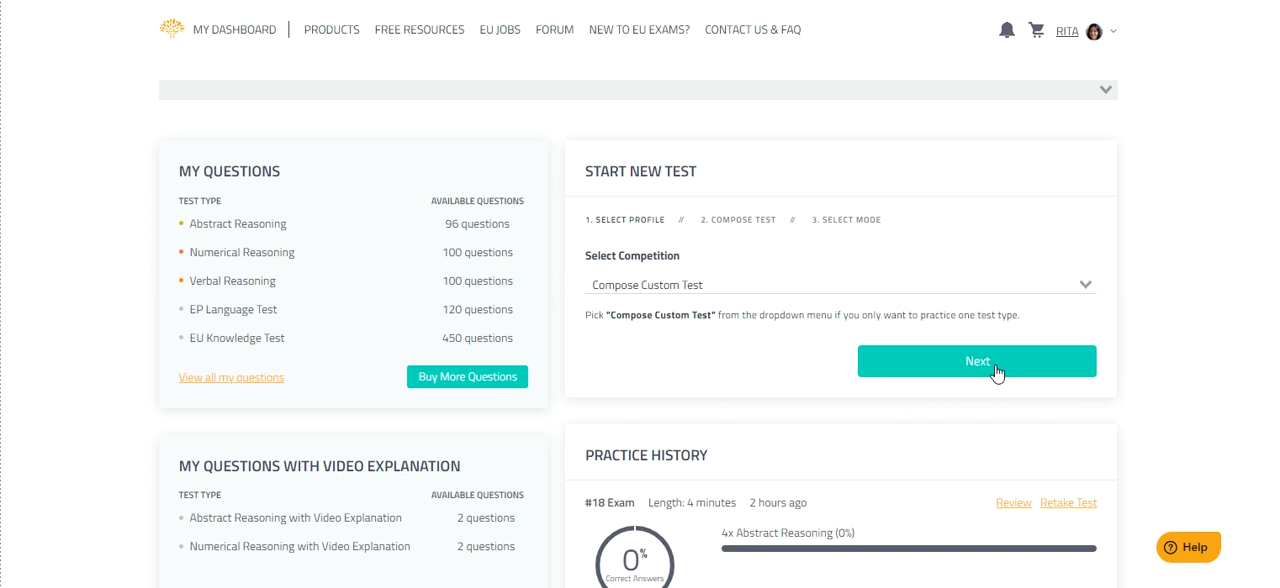 MY DASHBOARD PRODUCTS FREE RESOURCES EU JOBS FORUM NEW TO EU EXAMS? CONTACT US & FAQ RITA
MY QUESTIONS
TEST TYPE AVAILABLE QUESTIONS
Abstract Reasoning 96 questions
Numerical Reasoning 100 questions
Verbal Reasoning 100 questions
EP Language Test 120 questions
EU Knowledge Test 450 questions
View all my questions Buy More Questions
START NEW TEST
1. SELECT PROFILE // 2. COMPOSE TEST // 3. SELECT MODE
Select Competition
Compose Custom Test
Pick "Compose Custom Test" from the dropdown menu if you only want to practice one test type.
Next
MY QUESTIONS WITH VIDEO EXPLANATION
TEST TYPE AVAILABLE QUESTIONS
Abstract Reasoning with Video Explanation 2 questions
Numerical Reasoning with Video Explanation 2 questions
PRACTICE HISTORY
#18 Exam Length: 4 minutes 2 hours ago Review Retake Test
4x Abstract Reasoning (0%)
0%
Correct Answers
? Help